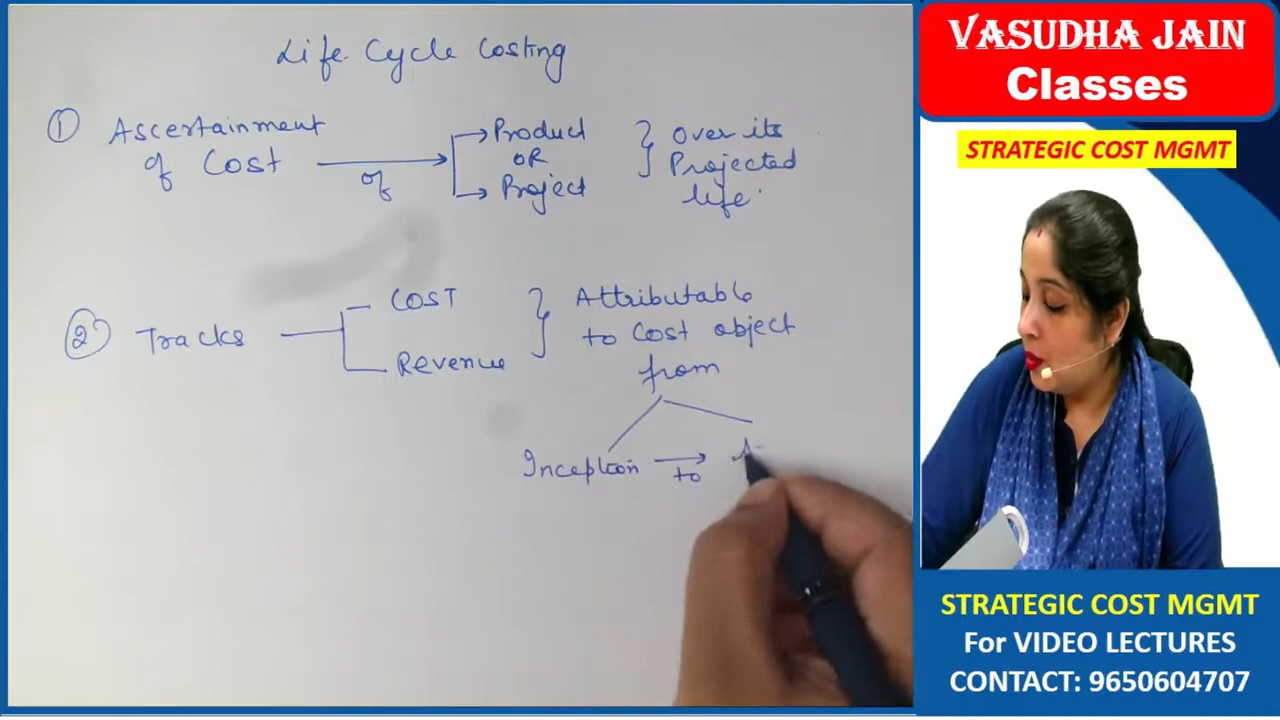 Life Cycle Costing
① Ascertainment
of Cost
of
Product
OR
Project
over its
Projected
life.
② Tracks
COST
Revenue
Attributable
to Cost object
from
Inception
to
VASUDHA JAIN
Classes
STRATEGIC COST MGMT
STRATEGIC COST MGMT
For VIDEO LECTURES
CONTACT: 9650604707